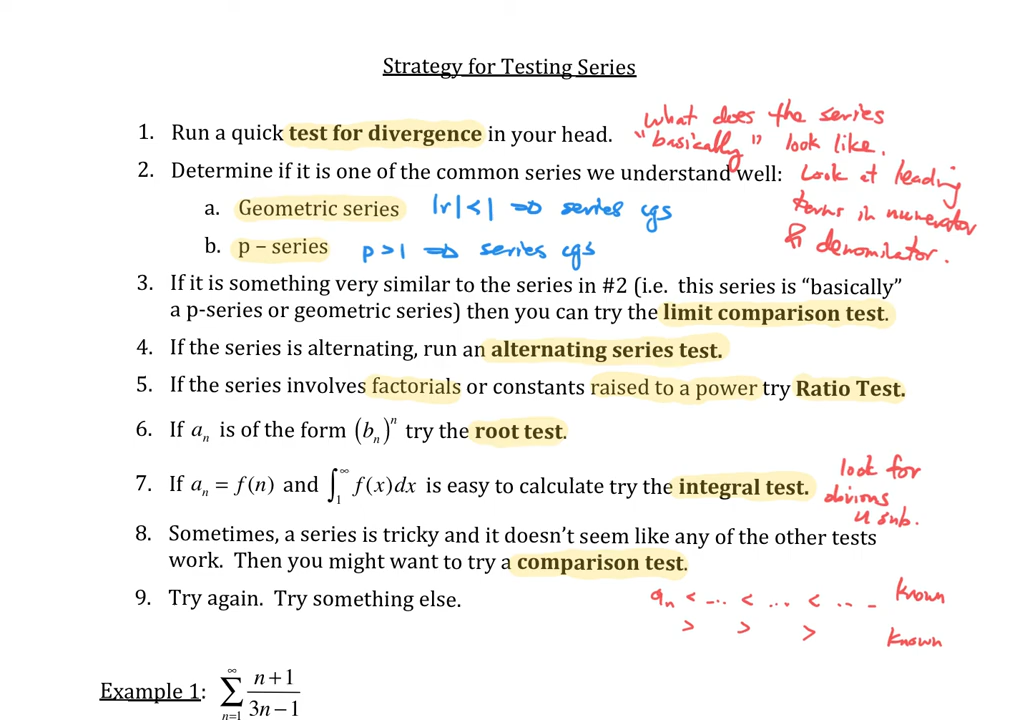 Strategy for Testing Series
1. Run a quick test for divergence in your head.
What does the series
"basically" look like.
2. Determine if it is one of the common series we understand well:
Look at leading
terms in numerator
& denominator.
a. Geometric series |r| < 1 ⇒ series cgs
b. p – series p > 1 ⇒ series cgs
3. If it is something very similar to the series in #2 (i.e. this series is “basically”
a p-series or geometric series) then you can try the limit comparison test.
4. If the series is alternating, run an alternating series test.
5. If the series involves factorials or constants raised to a power try Ratio Test.
6. If aₙ is of the form (bₙ)ⁿ try the root test.
7. If aₙ = f(n) and ∫₁^∞ f(x)dx is easy to calculate try the integral test.
look for
obvious
u sub.
8. Sometimes, a series is tricky and it doesn’t seem like any of the other tests
work. Then you might want to try a comparison test.
9. Try again. Try something else.
aₙ < ... < ... < ... known
> > > known
Example 1: ∑_{n=1}^∞ (n+1)/(3n−1)